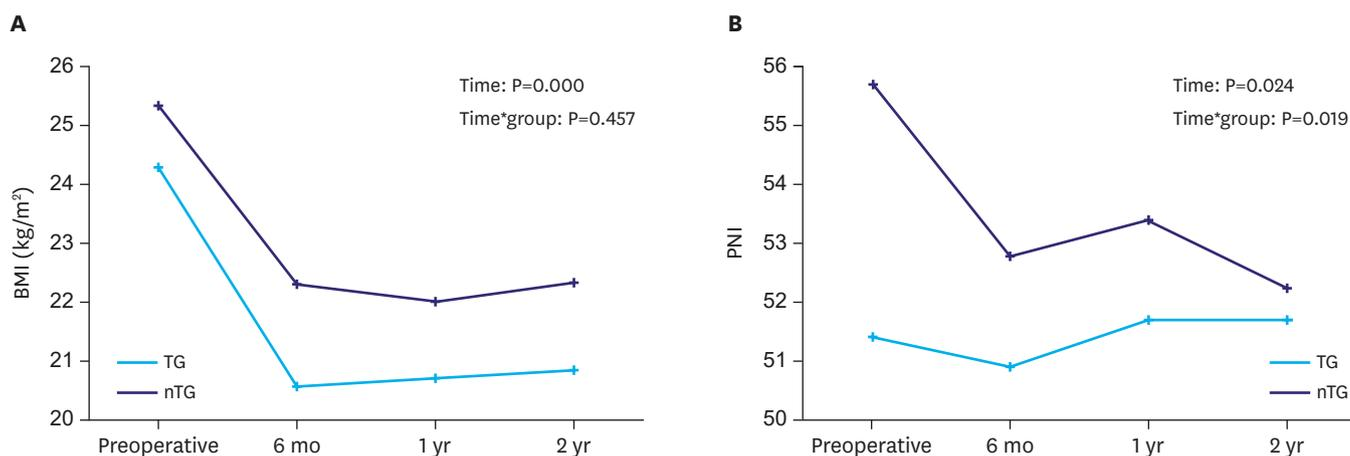 A
BMI (kg/m²)
26
25
24
23
22
21
20
Time: P=0.000
Time*group: P=0.457
TG
nTG
Preoperative 6 mo 1 yr 2 yr
B
PNI
56
55
54
53
52
51
50
Time: P=0.024
Time*group: P=0.019
TG
nTG
Preoperative 6 mo 1 yr 2 yr